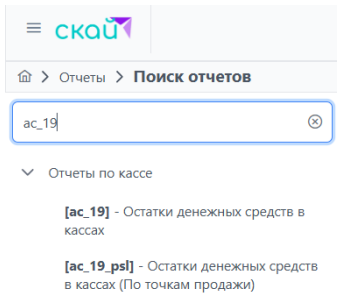 скай
Отчеты > Поиск отчетов
ac_19
Отчеты по кассе
[ac_19] - Остатки денежных средств в
кассах
[ac_19_psl] - Остатки денежных средств
в кассах (По точкам продажи)